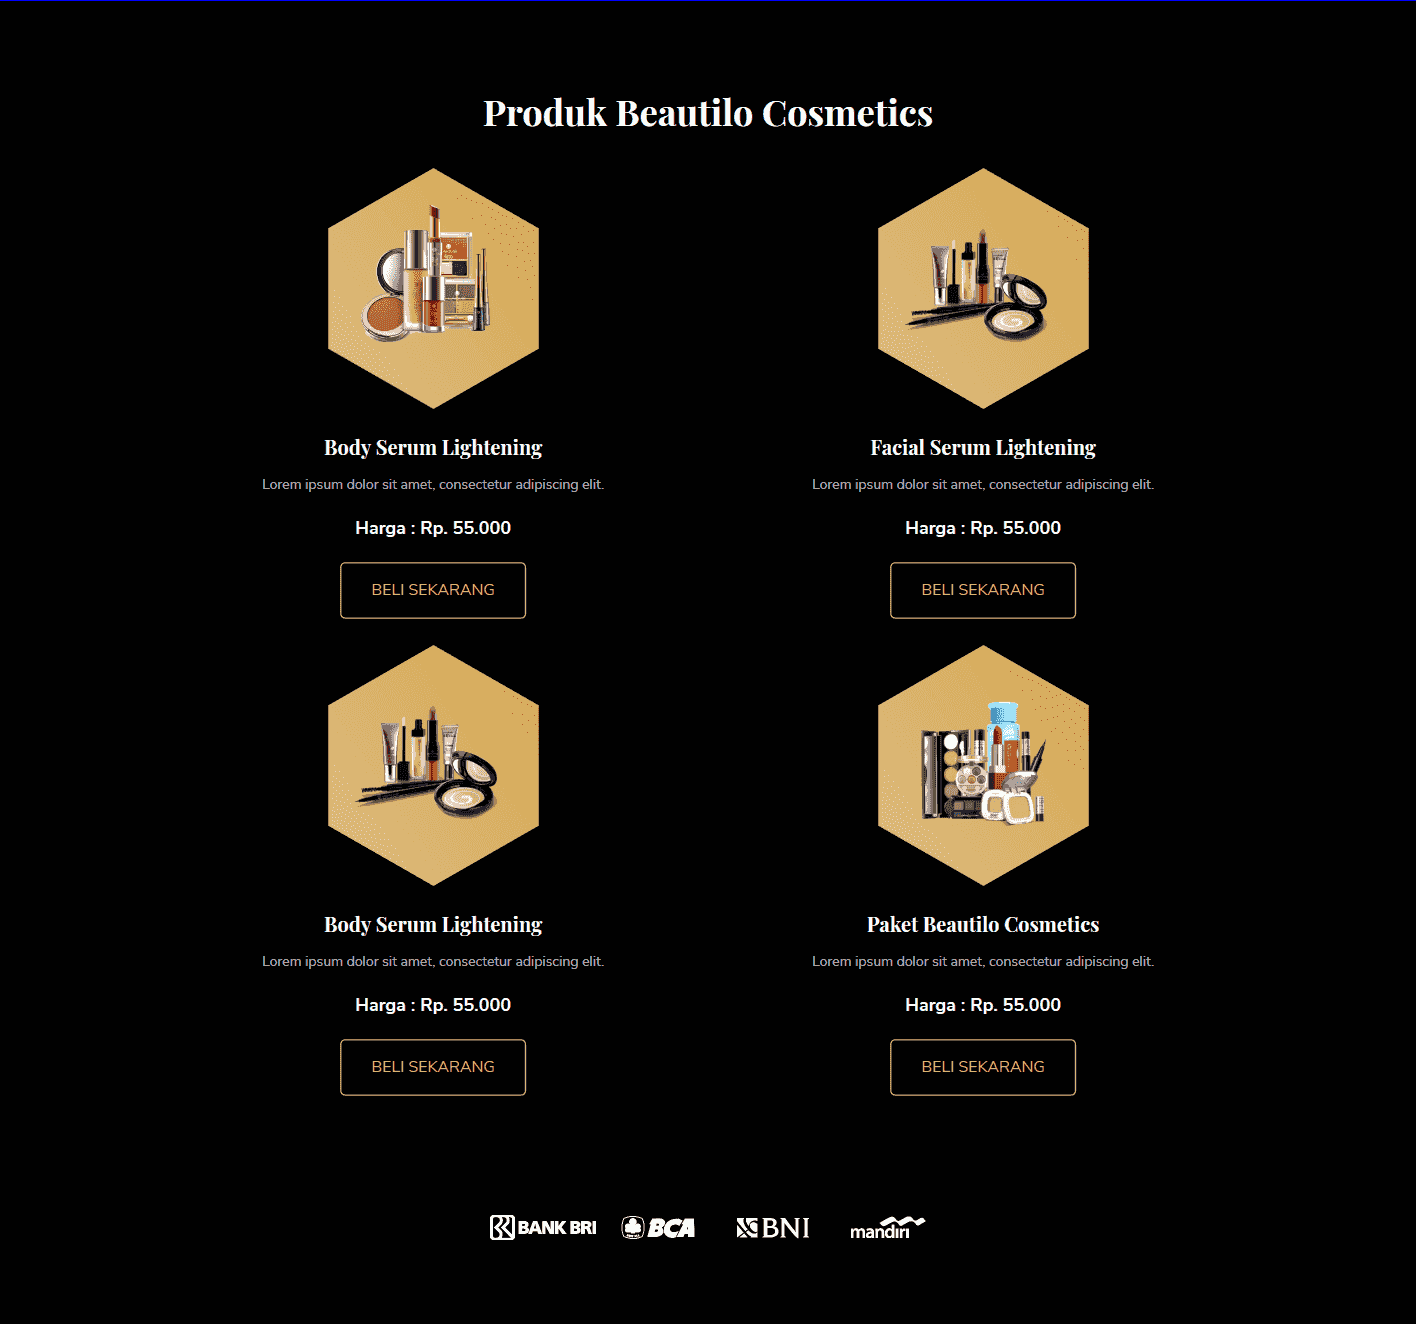 Produk Beautilo Cosmetics
Body Serum Lightening
Lorem ipsum dolor sit amet, consectetur adipiscing elit.
Harga : Rp. 55.000
BELI SEKARANG
Facial Serum Lightening
Lorem ipsum dolor sit amet, consectetur adipiscing elit.
Harga : Rp. 55.000
BELI SEKARANG
Body Serum Lightening
Lorem ipsum dolor sit amet, consectetur adipiscing elit.
Harga : Rp. 55.000
BELI SEKARANG
Paket Beautilo Cosmetics
Lorem ipsum dolor sit amet, consectetur adipiscing elit.
Harga : Rp. 55.000
BELI SEKARANG
BANK BRI
BCA
BNI
mandiri